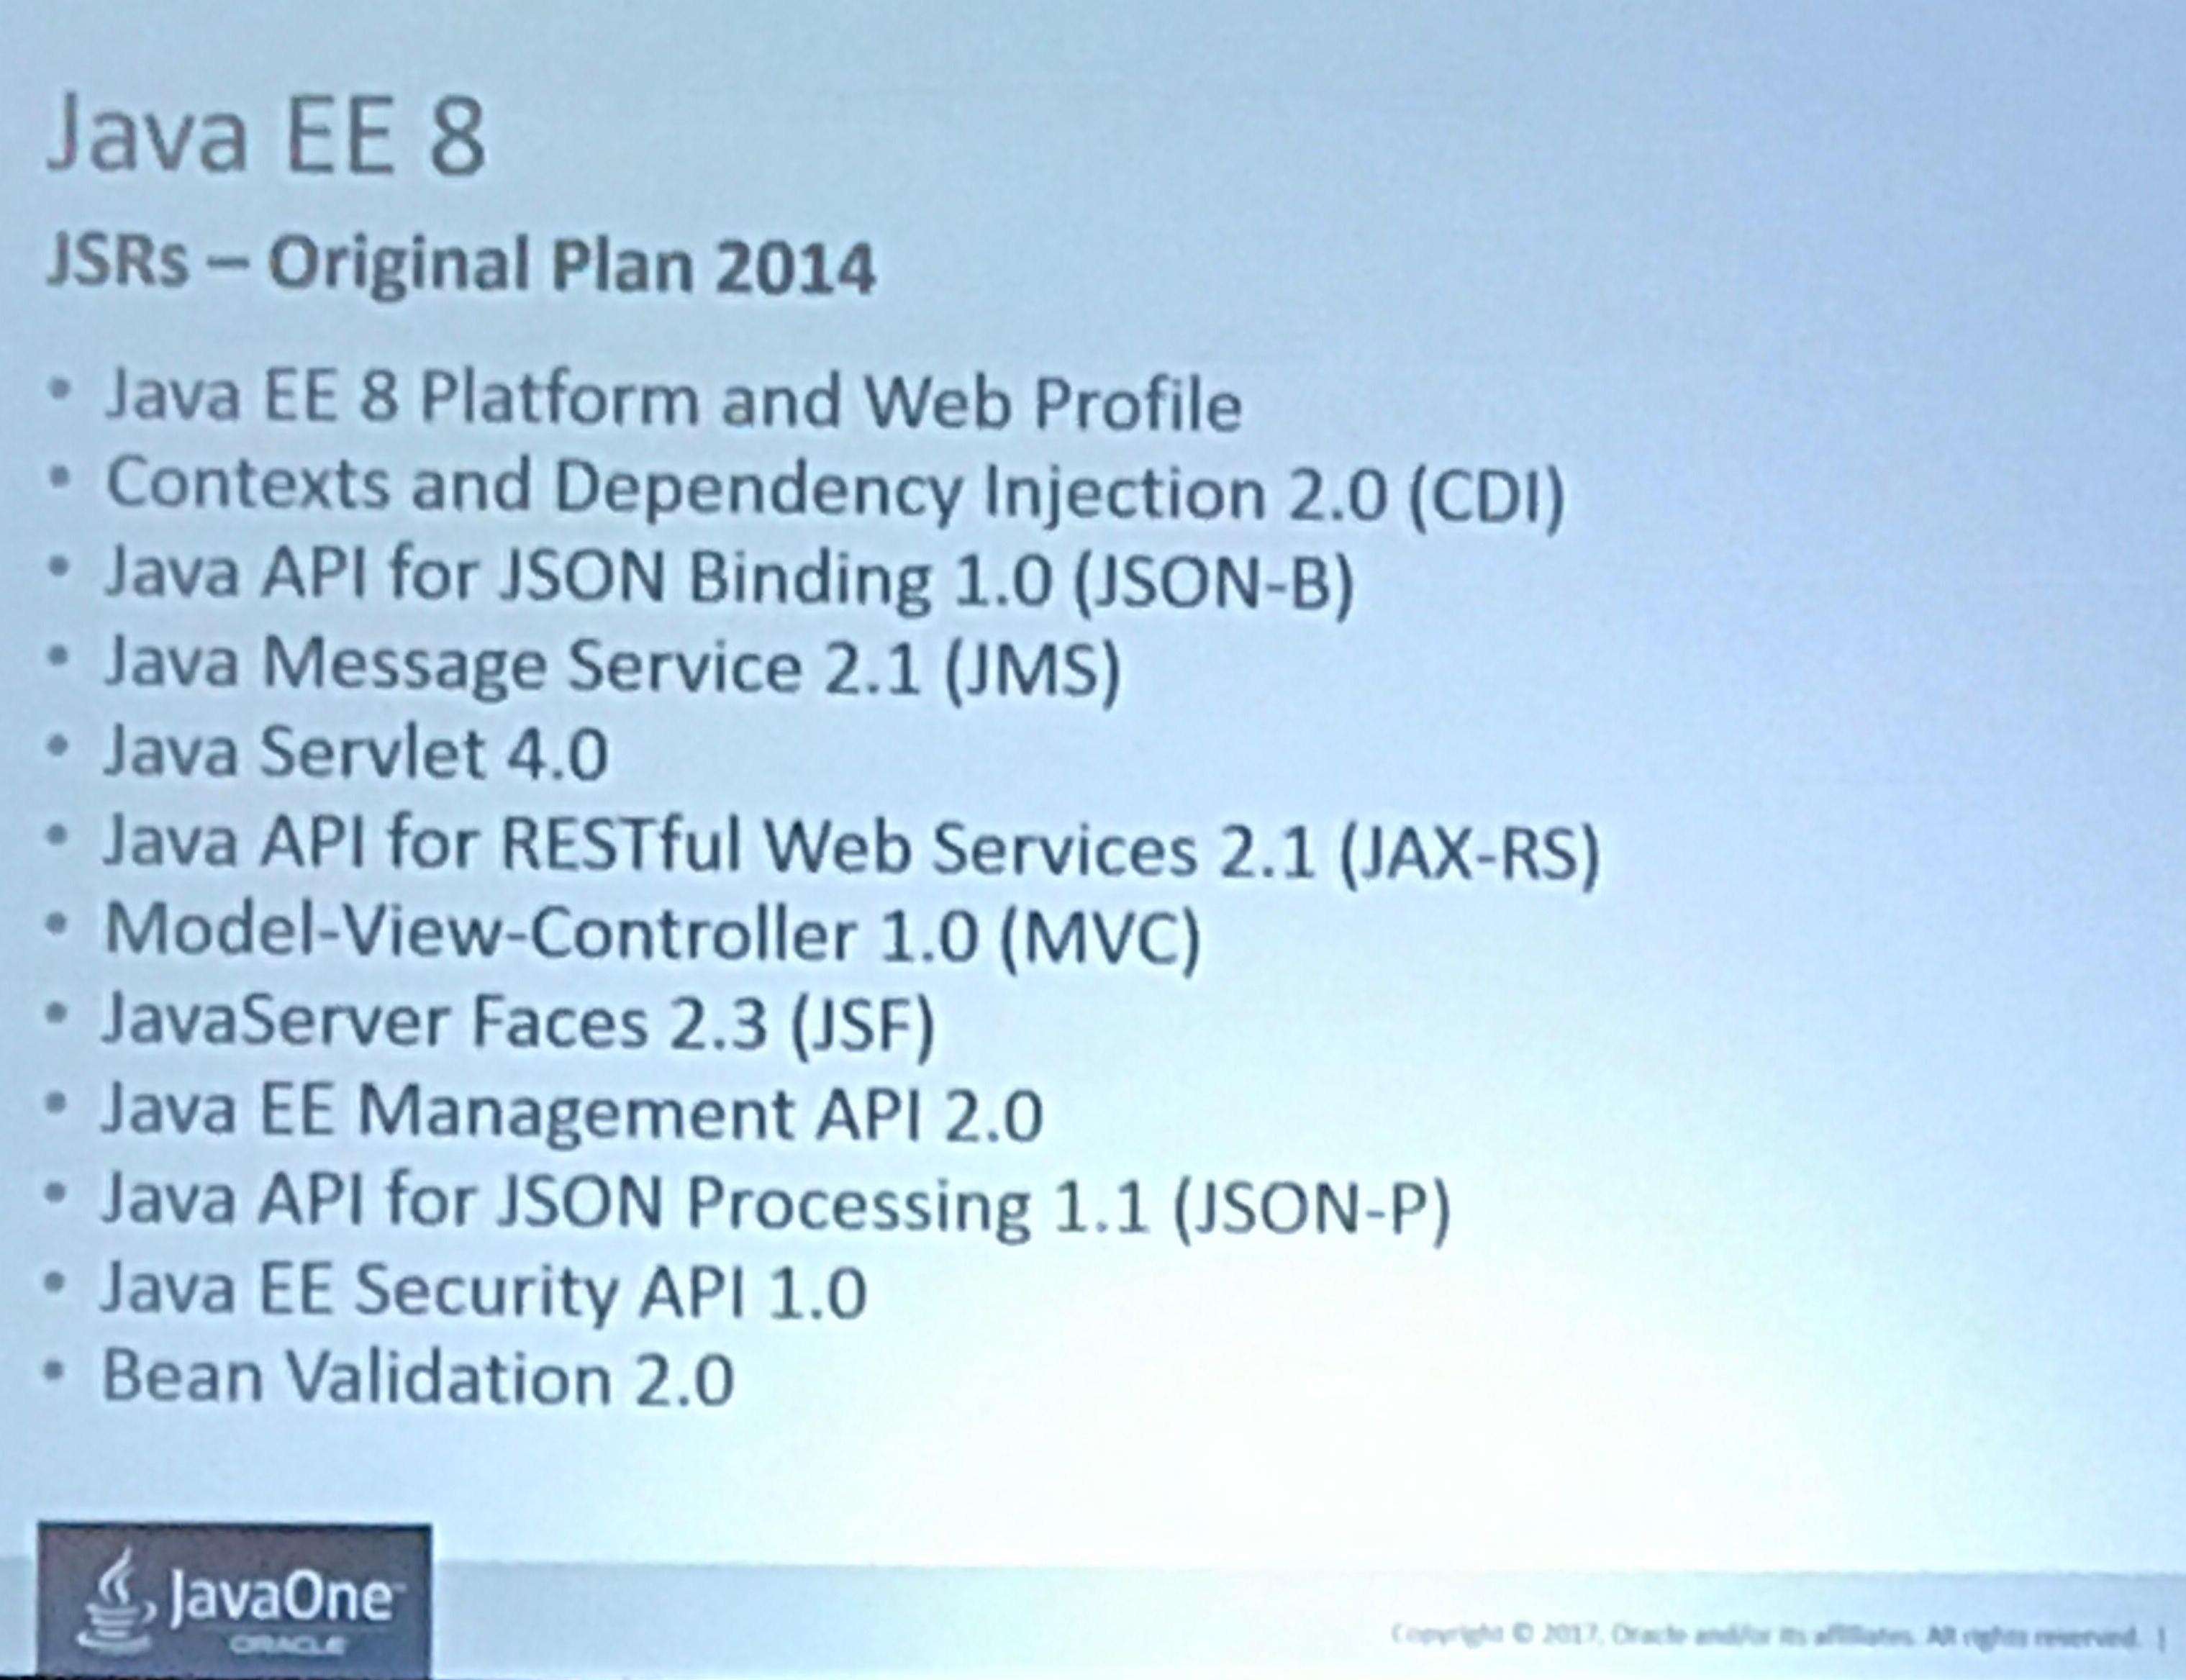 Java EE 8
JSRs – Original Plan 2014
• Java EE 8 Platform and Web Profile
• Contexts and Dependency Injection 2.0 (CDI)
• Java API for JSON Binding 1.0 (JSON-B)
• Java Message Service 2.1 (JMS)
• Java Servlet 4.0
• Java API for RESTful Web Services 2.1 (JAX-RS)
• Model-View-Controller 1.0 (MVC)
• JavaServer Faces 2.3 (JSF)
• Java EE Management API 2.0
• Java API for JSON Processing 1.1 (JSON-P)
• Java EE Security API 1.0
• Bean Validation 2.0
JavaOne™
ORACLE
Copyright © 2017, Oracle and/or its affiliates. All rights reserved. |